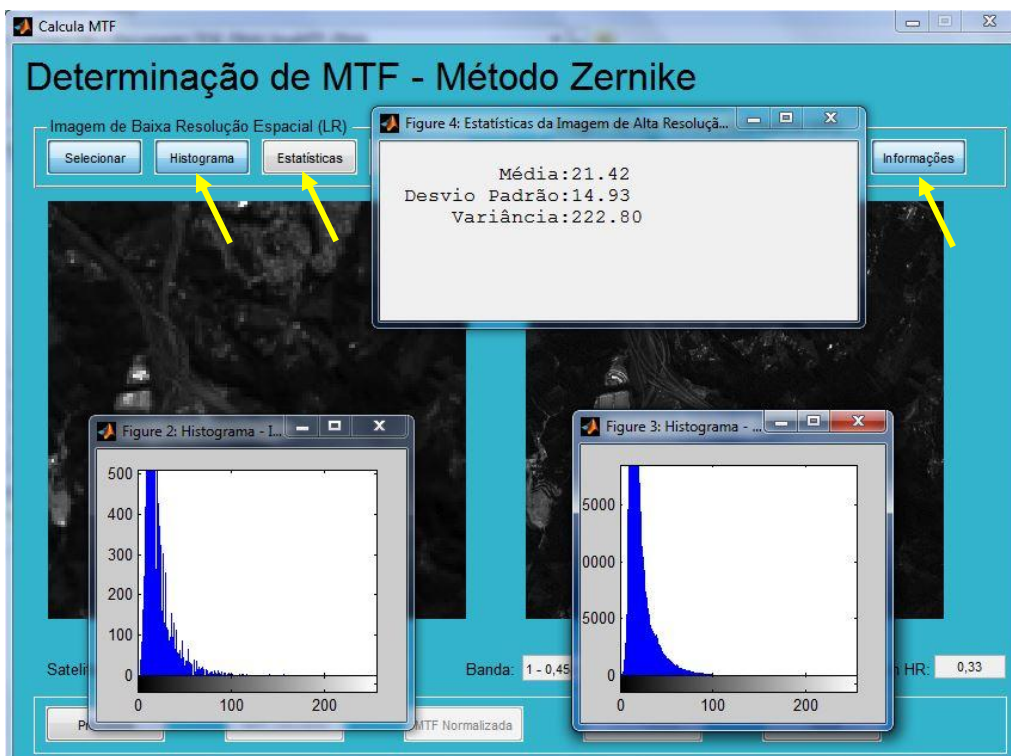 Calcula MTF
Determinação de MTF - Método Zernike
Imagem de Baixa Resolução Espacial (LR)
Selecionar
Histograma
Estatísticas
Informações
Figure 4: Estatísticas da Imagem de Alta Resoluçã...
Média:21.42
Desvio Padrão:14.93
Variância:222.80
Figure 2: Histograma - I...
500
400
300
200
100
0
0 100 200
Figure 3: Histograma - ...
5000
0000
5000
0
0 100 200
Banda: 1 - 0,45
HR: 0,33
MTF Normalizada